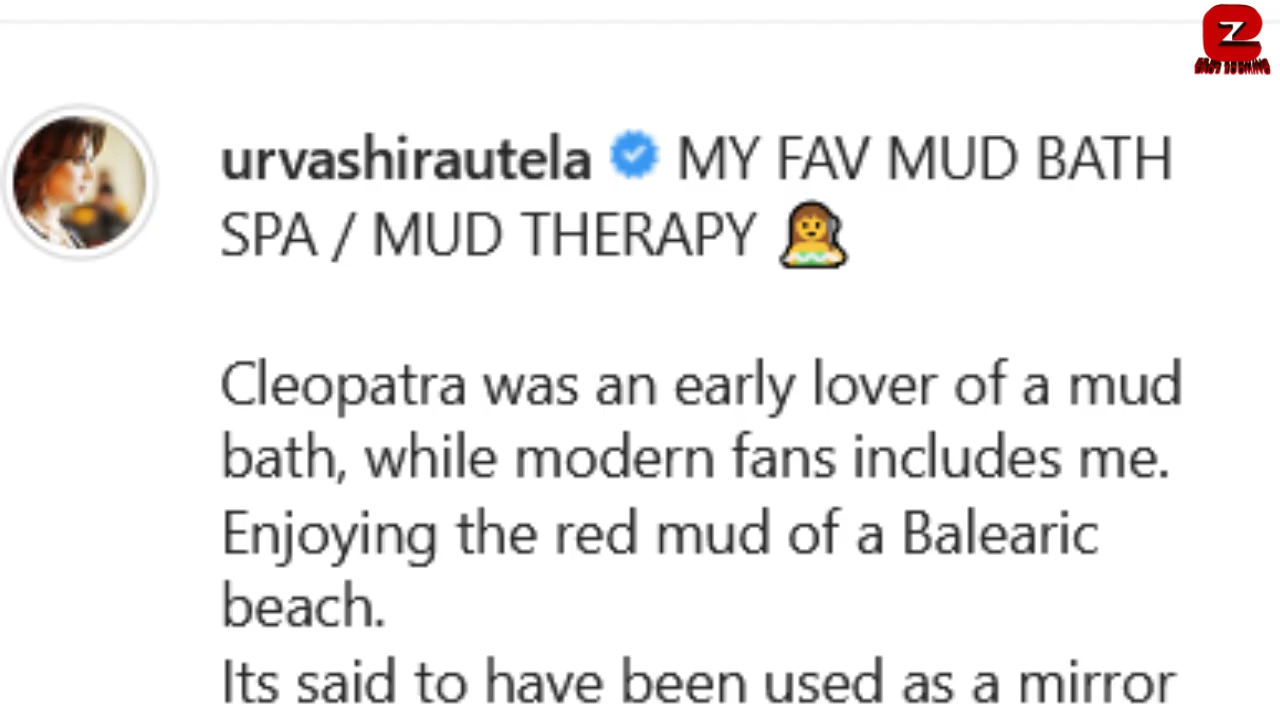 urvashirautela MY FAV MUD BATH
SPA / MUD THERAPY 💆‍♀️
Cleopatra was an early lover of a mud
bath, while modern fans includes me.
Enjoying the red mud of a Balearic
beach.
Its said to have been used as a mirror